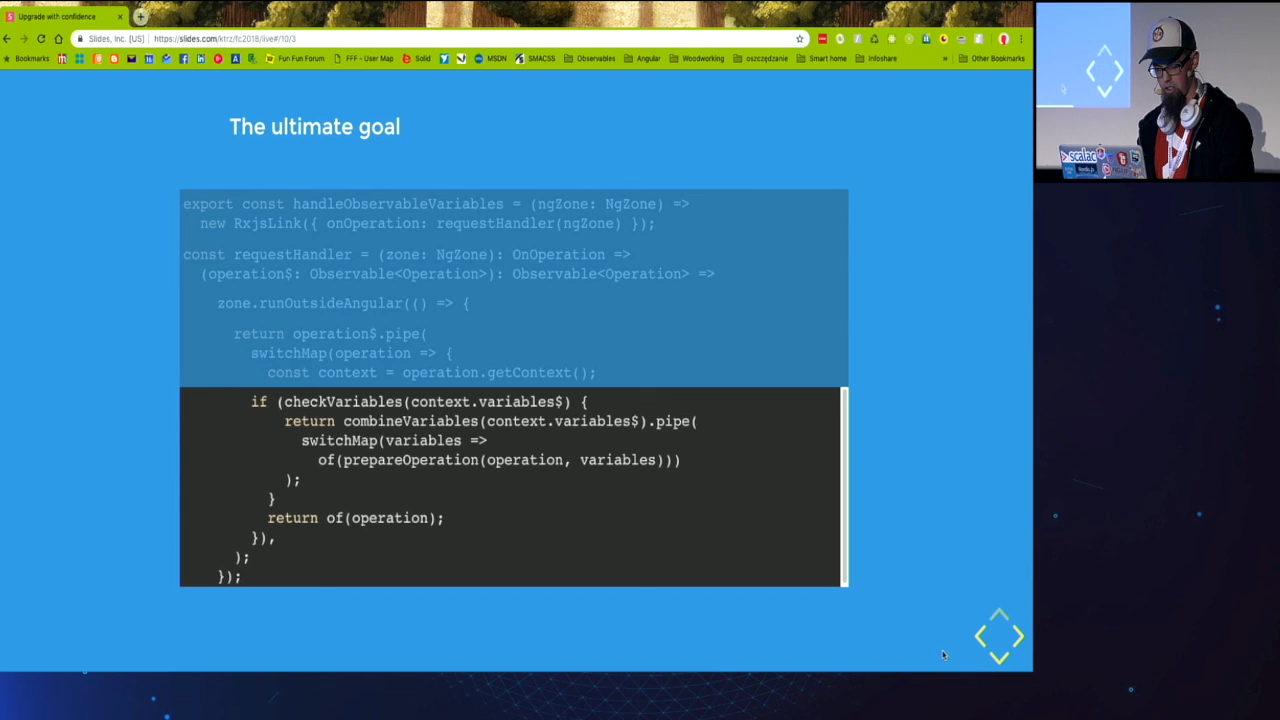 Upgrade with confidence
Slides, Inc. [US]
https://slides.com/ktrz/fc2018/live#/10/3
Bookmarks
Fun Fun Forum
FFF - User Map
Solid
MSDN
SMACSS
Observables
Angular
Woodworking
oszczędzanie
Smart home
Infoshare
»
Other Bookmarks
The ultimate goal
export const handleObservableVariables = (ngZone: NgZone) =>
new RxjsLink({ onOperation: requestHandler(ngZone) });
const requestHandler = (zone: NgZone): OnOperation =>
(operation$: Observable<Operation>): Observable<Operation> =>
zone.runOutsideAngular(() => {
return operation$.pipe(
switchMap(operation => {
const context = operation.getContext();
if (checkVariables(context.variables$) {
return combineVariables(context.variables$).pipe(
switchMap(variables =>
of(prepareOperation(operation, variables)))
);
}
return of(operation);
}),
);
});
scalac